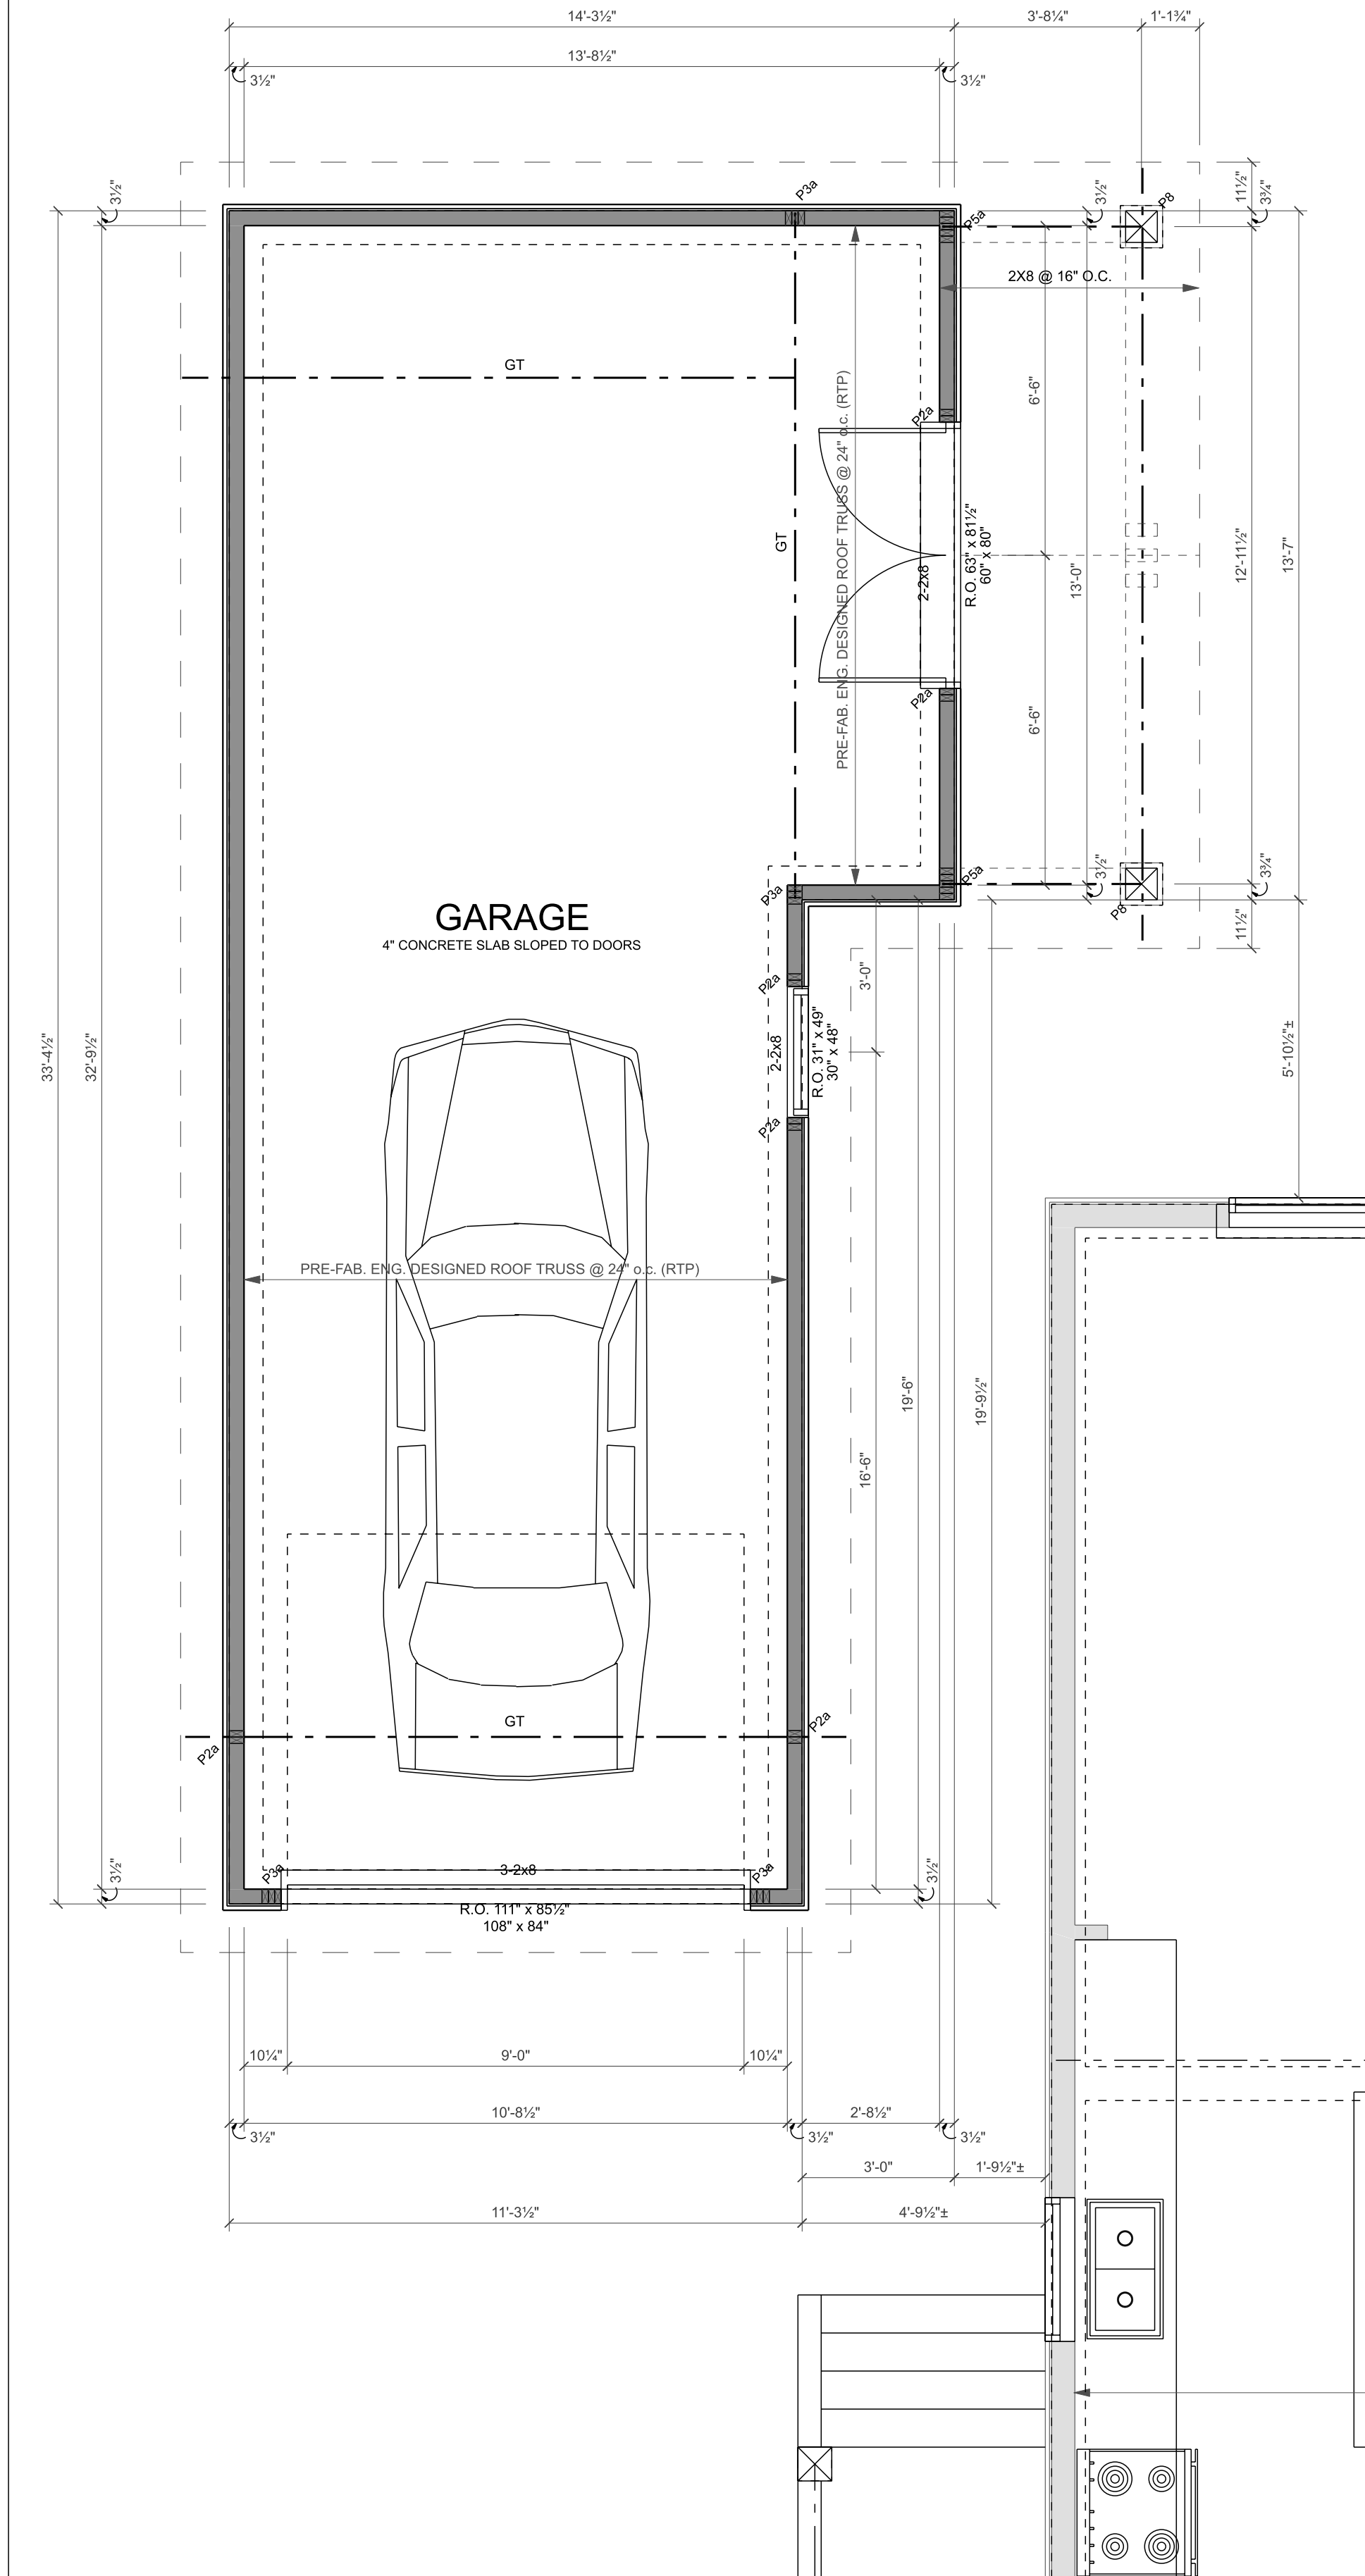 14'-3½"
3'-8¼"
1'-1¾"
13'-8½"
3½"
3½"
3½"
P3a
P5a
3½"
P8
11½"
3¾"
2X8 @ 16" O.C.
GT
6'-6"
P2a
PRE-FAB. ENG. DESIGNED ROOF TRUSS @ 24" o.c. (RTP)
GT
2-2x8
R.O. 63" x 81½"
60" x 80"
13'-0"
12'-11½"
13'-7"
P2a
6'-6"
P3a
P5a
3½"
P8
3¾"
11½"
GARAGE
4" CONCRETE SLAB SLOPED TO DOORS
P2a
3'-0"
33'-4½"
32'-9½"
2-2x8
R.O. 31" x 49"
30" x 48"
5'-10½"±
P2a
PRE-FAB. ENG. DESIGNED ROOF TRUSS @ 24" o.c. (RTP)
19'-6"
19'-9½"
16'-6"
GT
P2a
P2a
3½"
P3a
3-2x8
P3a
3½"
R.O. 111" x 85½"
108" x 84"
10¼"
9'-0"
10¼"
10'-8½"
2'-8½"
3½"
3½"
3½"
3'-0"
1'-9½"±
11'-3½"
4'-9½"±